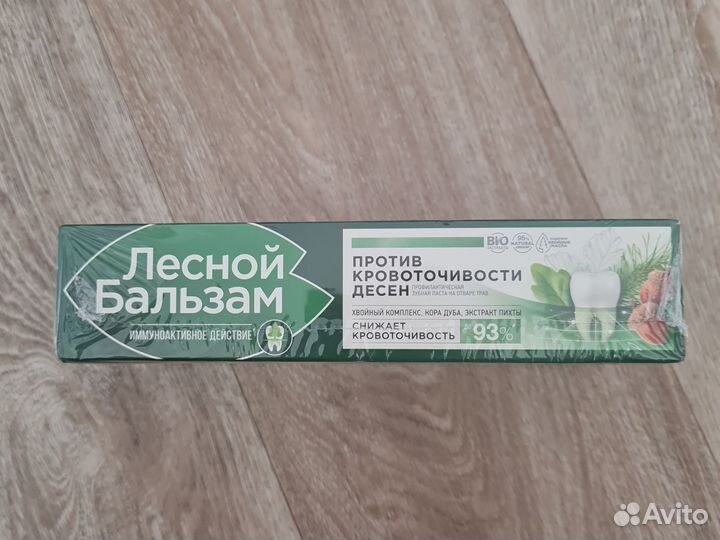 Лесной
Бальзам
ИММУНОАКТИВНОЕ ДЕЙСТВИЕ
BIO
95%
NATURAL
ПРОТИВ
КРОВОТОЧИВОСТИ
ДЕСЕН
ПРОФИЛАКТИЧЕСКАЯ
ЗУБНАЯ ПАСТА НА ОТВАРЕ ТРАВ
ХВОЙНЫЙ КОМПЛЕКС, КОРА ДУБА, ЭКСТРАКТ ПИХТЫ
СНИЖАЕТ
КРОВОТОЧИВОСТЬ
93%
Avito